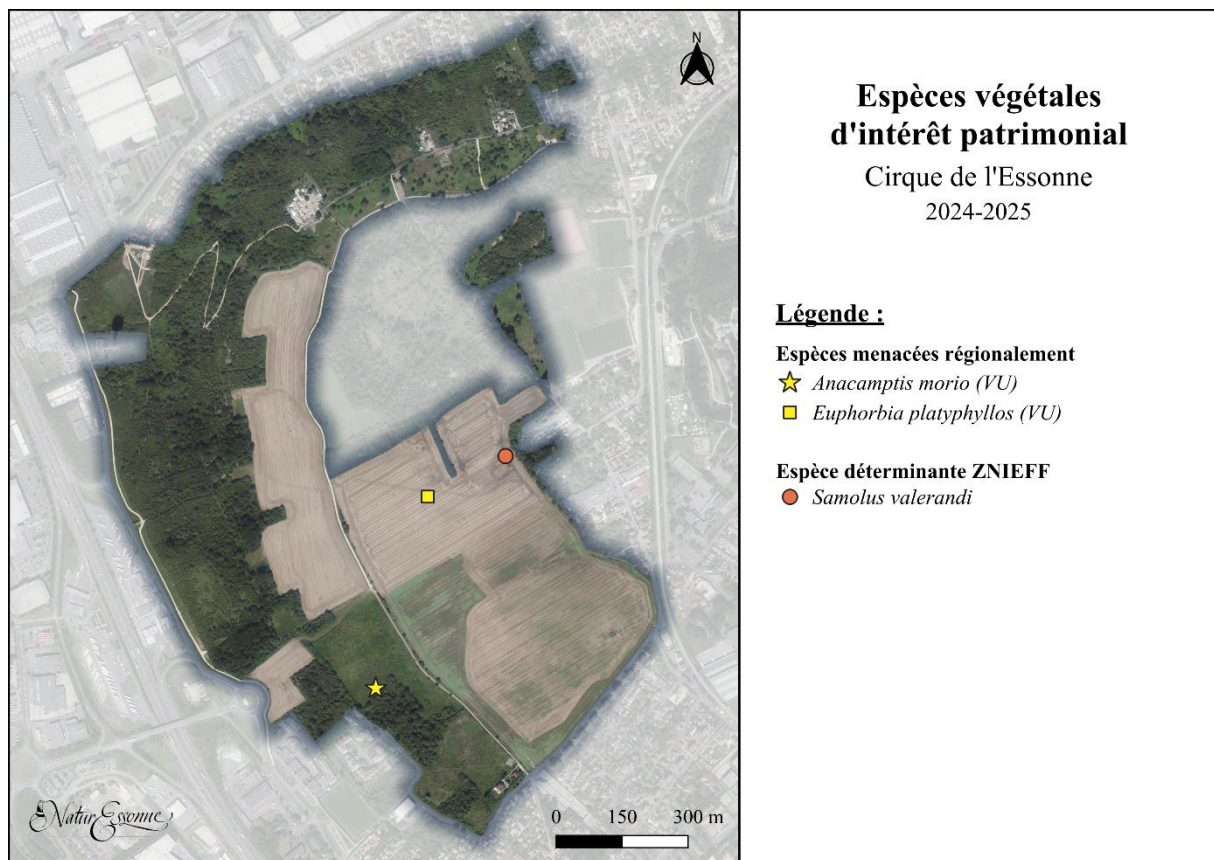 Espèces végétales
d'intérêt patrimonial
Cirque de l'Essonne
2024-2025
Légende :
Espèces menacées régionalement
Anacamptis morio (VU)
Euphorbia platyphyllos (VU)
Espèce déterminante ZNIEFF
Samolus valerandi
N
NaturEssonne
0 150 300 m